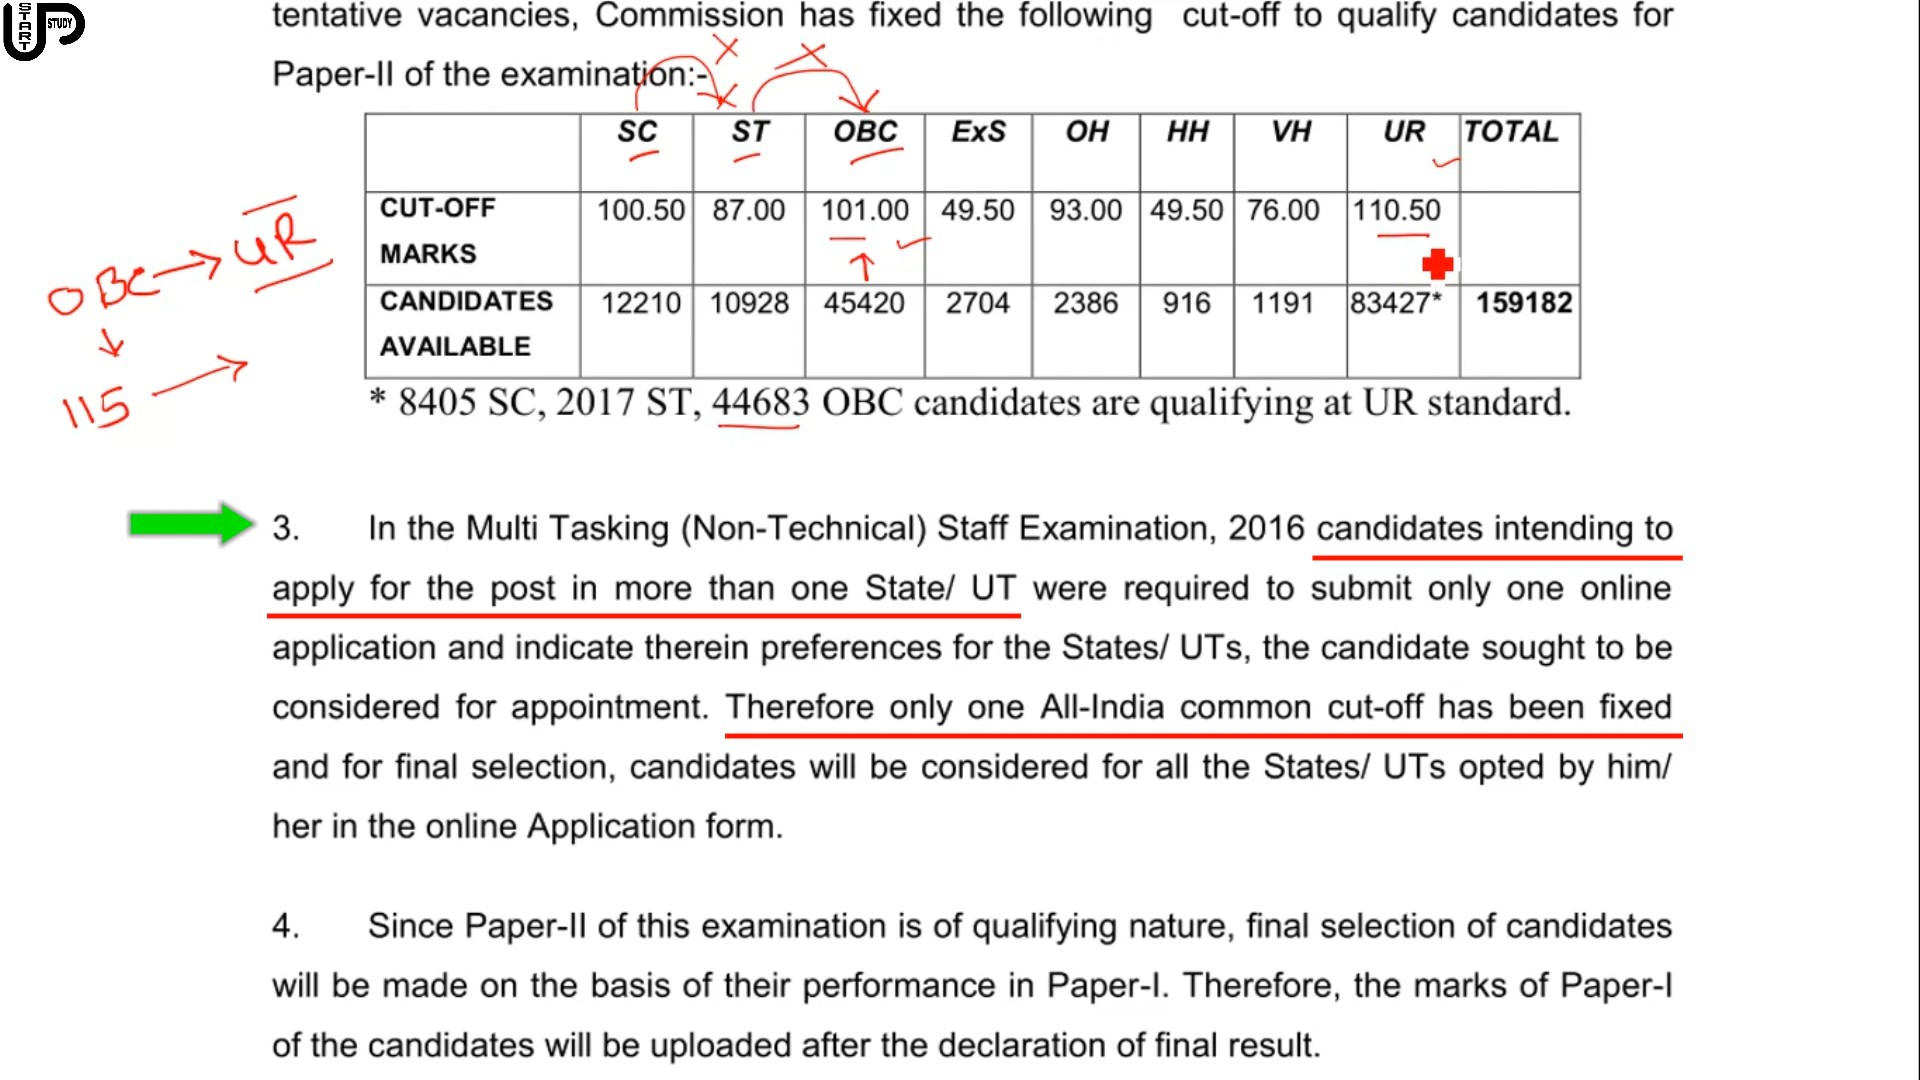 START UP STUDY
tentative vacancies, Commission has fixed the following cut-off to qualify candidates for
Paper-II of the examination:-
SC ST OBC ExS OH HH VH UR TOTAL
CUT-OFF MARKS 100.50 87.00 101.00 49.50 93.00 49.50 76.00 110.50
CANDIDATES AVAILABLE 12210 10928 45420 2704 2386 916 1191 83427* 159182
OBC → UR
115 →
* 8405 SC, 2017 ST, 44683 OBC candidates are qualifying at UR standard.
3. In the Multi Tasking (Non-Technical) Staff Examination, 2016 candidates intending to
apply for the post in more than one State/ UT were required to submit only one online
application and indicate therein preferences for the States/ UTs, the candidate sought to be
considered for appointment. Therefore only one All-India common cut-off has been fixed
and for final selection, candidates will be considered for all the States/ UTs opted by him/
her in the online Application form.
4. Since Paper-II of this examination is of qualifying nature, final selection of candidates
will be made on the basis of their performance in Paper-I. Therefore, the marks of Paper-I
of the candidates will be uploaded after the declaration of final result.